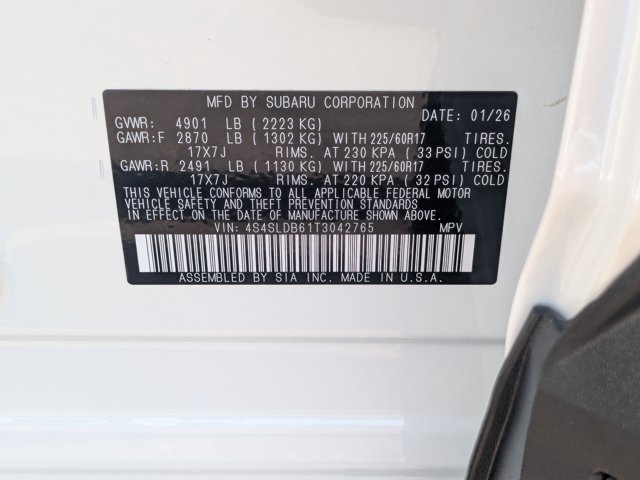 MFD BY SUBARU CORPORATION
DATE: 01/26
GVWR: 4901 LB ( 2223 KG)
GAWR:F 2870 LB ( 1302 KG) WITH 225/60R17 TIRES.
17X7J RIMS. AT 230 KPA ( 33 PSI) COLD
GAWR:R 2491 LB ( 1130 KG) WITH 225/60R17 TIRES.
17X7J RIMS. AT 220 KPA ( 32 PSI) COLD
THIS VEHICLE CONFORMS TO ALL APPLICABLE FEDERAL MOTOR
VEHICLE SAFETY AND THEFT PREVENTION STANDARDS
IN EFFECT ON THE DATE OF MANUFACTURE SHOWN ABOVE.
VIN: 4S4SLDB61T3042765 MPV
ASSEMBLED BY SIA INC. MADE IN U.S.A.